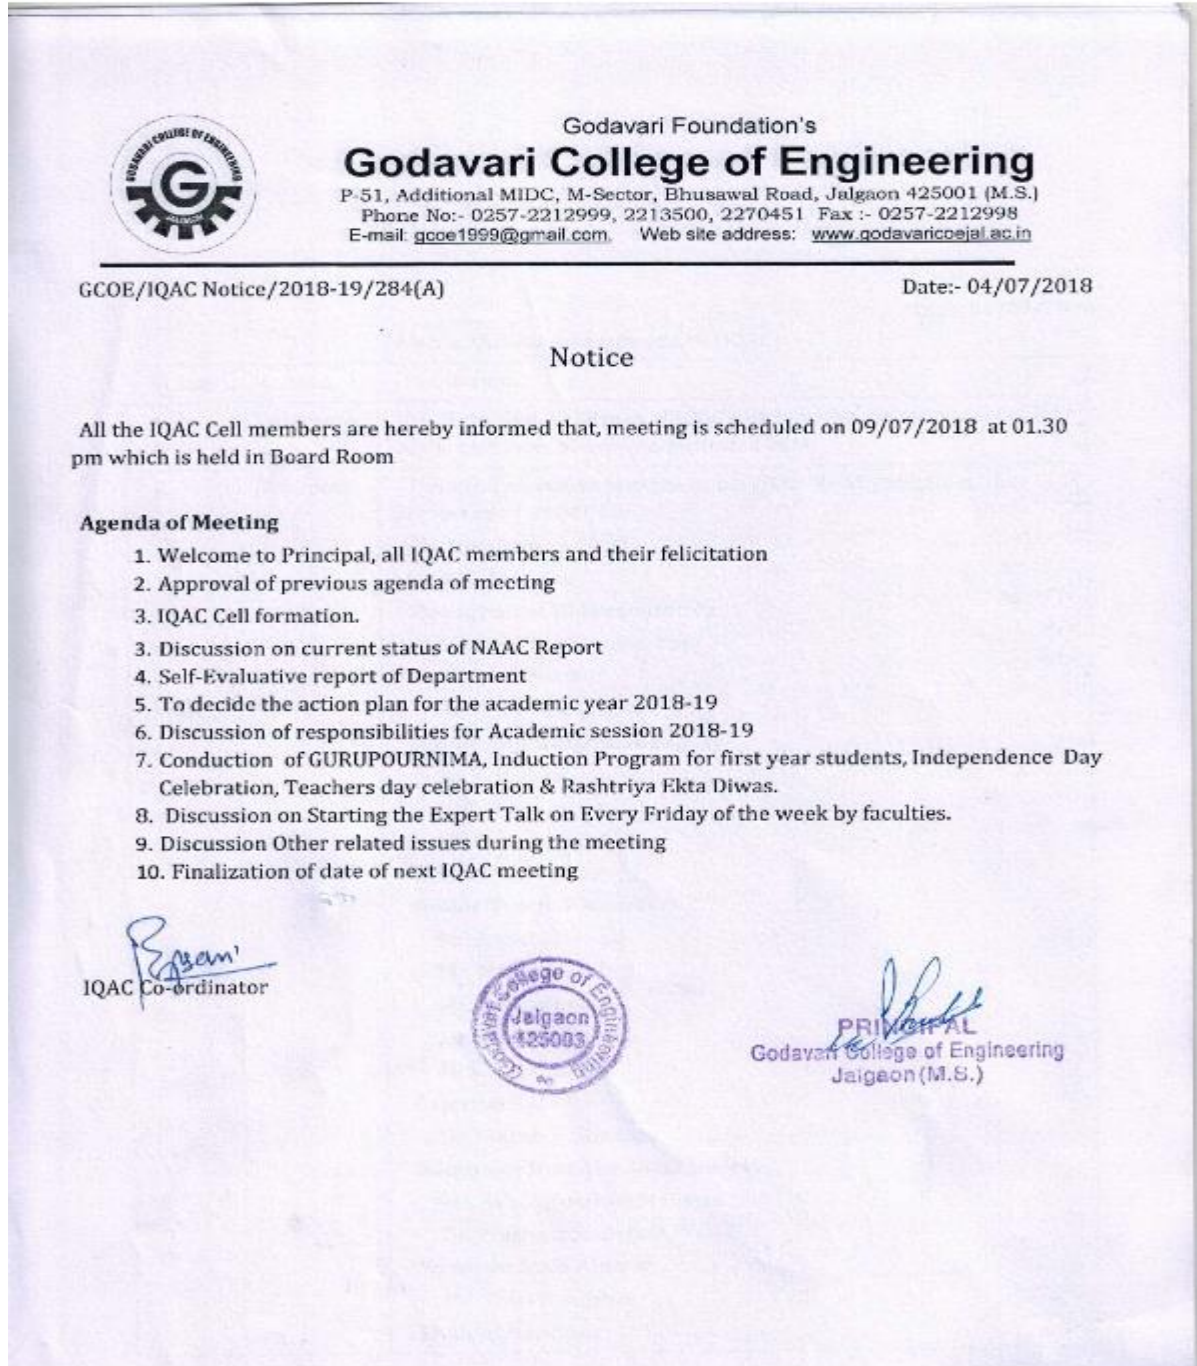 GODAVARI COLLEGE OF ENGINEERING
G
JALGAON
Godavari Foundation's
Godavari College of Engineering
P-51, Additional MIDC, M-Sector, Bhusawal Road, Jalgaon 425001 (M.S.)
Phone No:- 0257-2212999, 2213500, 2270451 Fax :- 0257-2212998
E-mail: gcoe1999@gmail.com, Web site address: www.godavaricoejal.ac.in
GCOE/IQAC Notice/2018-19/284(A) Date:- 04/07/2018
Notice
All the IQAC Cell members are hereby informed that, meeting is scheduled on 09/07/2018 at 01.30
pm which is held in Board Room
Agenda of Meeting
1. Welcome to Principal, all IQAC members and their felicitation
2. Approval of previous agenda of meeting
3. IQAC Cell formation.
3. Discussion on current status of NAAC Report
4. Self-Evaluative report of Department
5. To decide the action plan for the academic year 2018-19
6. Discussion of responsibilities for Academic session 2018-19
7. Conduction of GURUPOURNIMA, Induction Program for first year students, Independence Day
Celebration, Teachers day celebration & Rashtriya Ekta Diwas.
8. Discussion on Starting the Expert Talk on Every Friday of the week by faculties.
9. Discussion Other related issues during the meeting
10. Finalization of date of next IQAC meeting
IQAC Co-ordinator
Godavari College of Engineering
Jalgaon
425003
PRINCIPAL
Godavari College of Engineering
Jalgaon (M.S.)